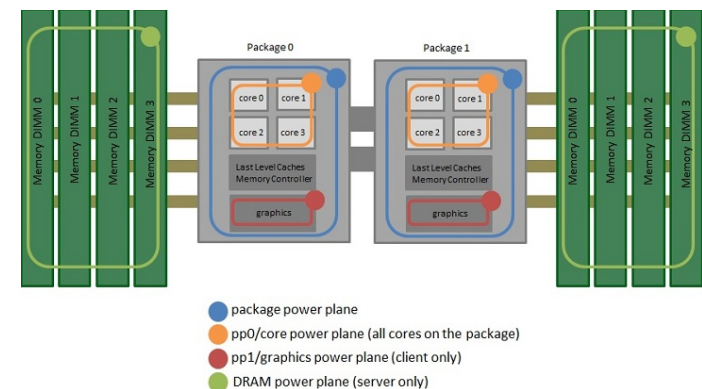 Package 0
Package 1
Memory DIMM 0
Memory DIMM 1
Memory DIMM 2
Memory DIMM 3
core 0
core 1
core 2
core 3
Last Level Caches
Memory Controller
graphics
core 0
core 1
core 2
core 3
Last Level Caches
Memory Controller
graphics
Memory DIMM 0
Memory DIMM 1
Memory DIMM 2
Memory DIMM 3
package power plane
pp0/core power plane (all cores on the package)
pp1/graphics power plane (client only)
DRAM power plane (server only)